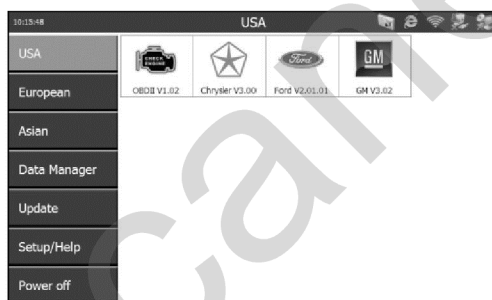 10:15:48
USA
USA
European
Asian
Data Manager
Update
Setup/Help
Power off
CHECK ENGINE
Ford
GM
OBDII V1.02
Chrysler V3.00
Ford V2.01.01
GM V3.02